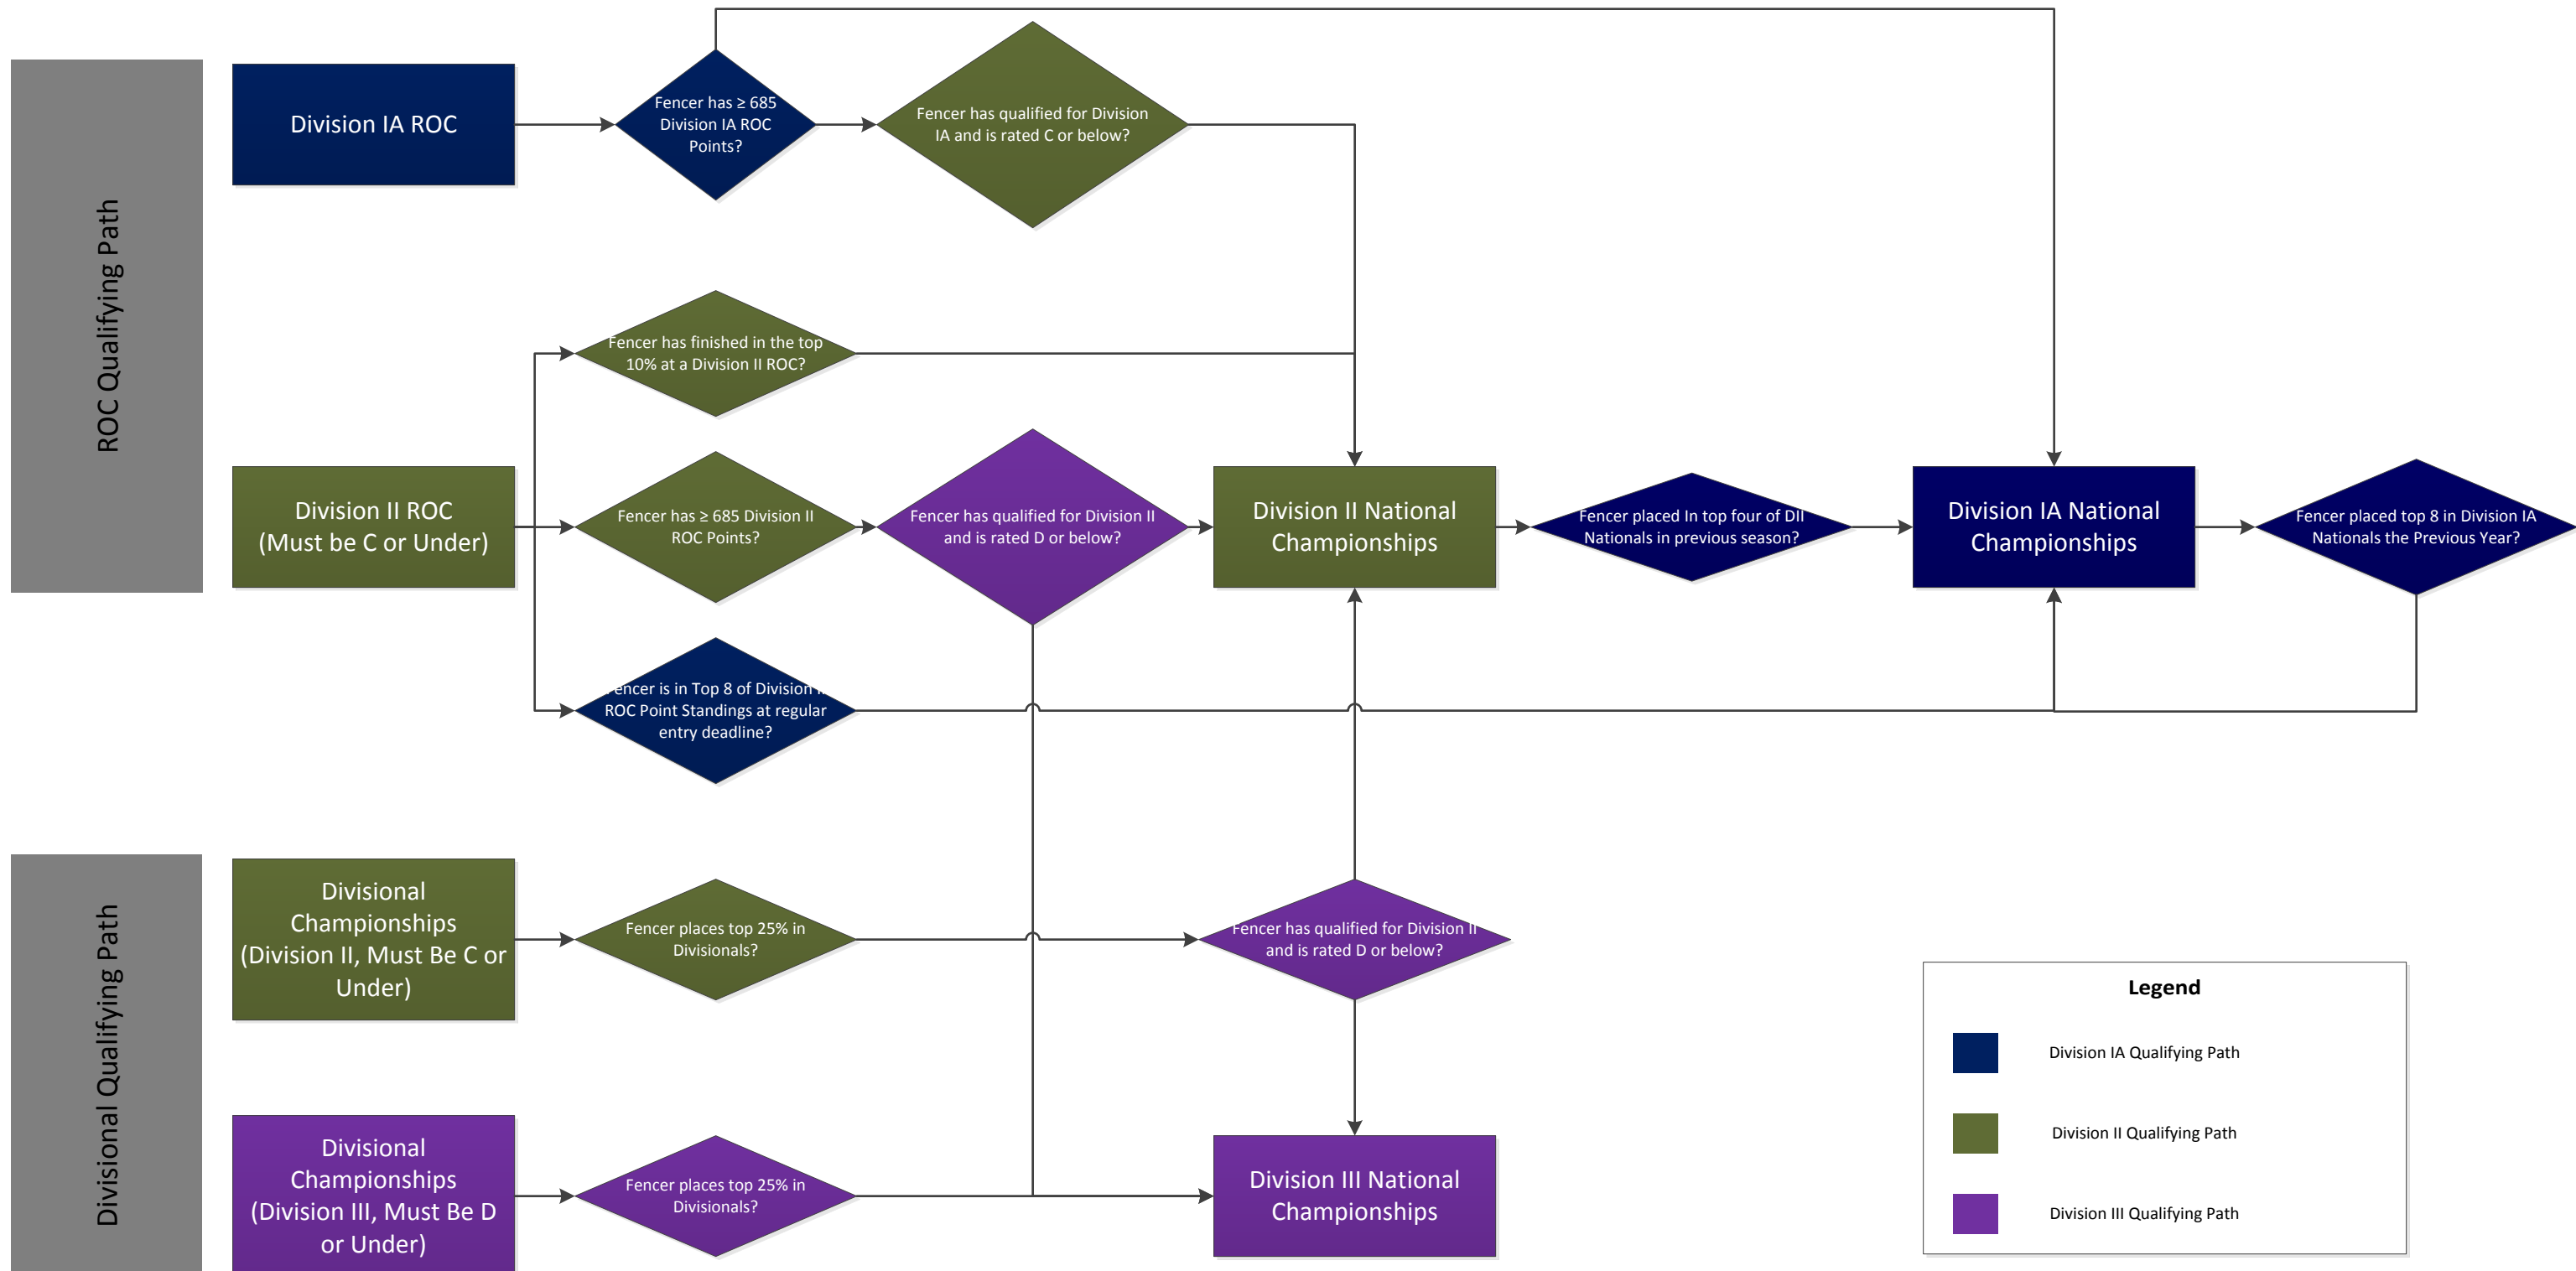 ROC Qualifying Path
Division IA ROC
Fencer has ≥ 685
Division IA ROC
Points?
Fencer has qualified for Division
IA and is rated C or below?
Fencer has finished in the top
10% at a Division II ROC?
Division II ROC
(Must be C or Under)
Fencer has ≥ 685 Division II
ROC Points?
Fencer has qualified for Division II
and is rated D or below?
Division II National
Championships
Fencer placed In top four of DII
Nationals in previous season?
Division IA National
Championships
Fencer placed top 8 in Division IA
Nationals the Previous Year?
Fencer is in Top 8 of Division II
ROC Point Standings at regular
entry deadline?
Divisional Qualifying Path
Divisional
Championships
(Division II, Must Be C or
Under)
Fencer places top 25% in
Divisionals?
Fencer has qualified for Division II
and is rated D or below?
Divisional
Championships
(Division III, Must Be D
or Under)
Fencer places top 25% in
Divisionals?
Division III National
Championships
Legend
Division IA Qualifying Path
Division II Qualifying Path
Division III Qualifying Path